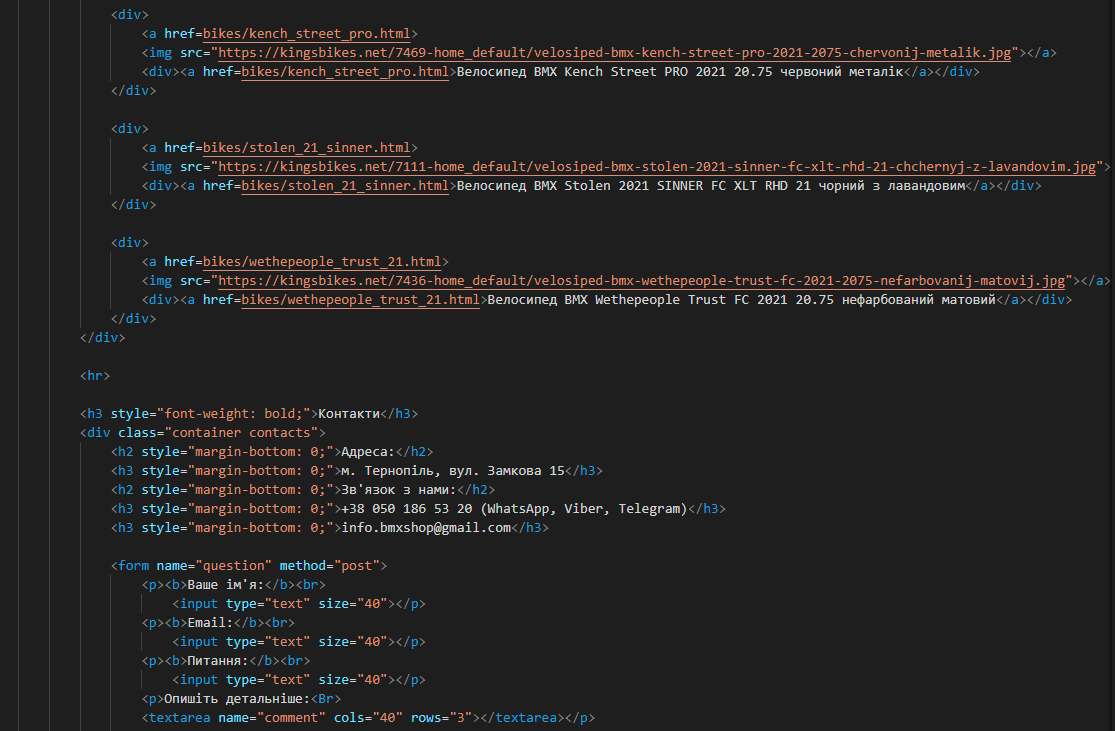 <div>
<a href=bikes/kench_street_pro.html>
<img src="https://kingsbikes.net/7469-home_default/velosiped-bmx-kench-street-pro-2021-2075-chervonij-metalik.jpg"></a>
<div><a href=bikes/kench_street_pro.html>Велосипед BMX Kench Street PRO 2021 20.75 червоний металік</a></div>
</div>
<div>
<a href=bikes/stolen_21_sinner.html>
<img src="https://kingsbikes.net/7111-home_default/velosiped-bmx-stolen-2021-sinner-fc-xlt-rhd-21-chchernyj-z-lavandovim.jpg">
<div><a href=bikes/stolen_21_sinner.html>Велосипед BMX Stolen 2021 SINNER FC XLT RHD 21 чорний з лавандовим</a></div>
</div>
<div>
<a href=bikes/wethepeople_trust_21.html>
<img src="https://kingsbikes.net/7436-home_default/velosiped-bmx-wethepeople-trust-fc-2021-2075-nefarbovanij-matovij.jpg"></a>
<div><a href=bikes/wethepeople_trust_21.html>Велосипед BMX Wethepeople Trust FC 2021 20.75 нефарбований матовий</a></div>
</div>
</div>
<hr>
<h3 style="font-weight: bold;">Контакти</h3>
<div class="container contacts">
<h2 style="margin-bottom: 0;">Адреса:</h2>
<h3 style="margin-bottom: 0;">м. Тернопіль, вул. Замкова 15</h3>
<h2 style="margin-bottom: 0;">Зв'язок з нами:</h2>
<h3 style="margin-bottom: 0;">+38 050 186 53 20 (WhatsApp, Viber, Telegram)</h3>
<h3 style="margin-bottom: 0;">info.bmxshop@gmail.com</h3>
<form name="question" method="post">
<p><b>Ваше ім'я:</b><br>
<input type="text" size="40"></p>
<p><b>Email:</b><br>
<input type="text" size="40"></p>
<p><b>Питання:</b><br>
<input type="text" size="40"></p>
<p>Опишіть детальніше:<Br>
<textarea name="comment" cols="40" rows="3"></textarea></p>